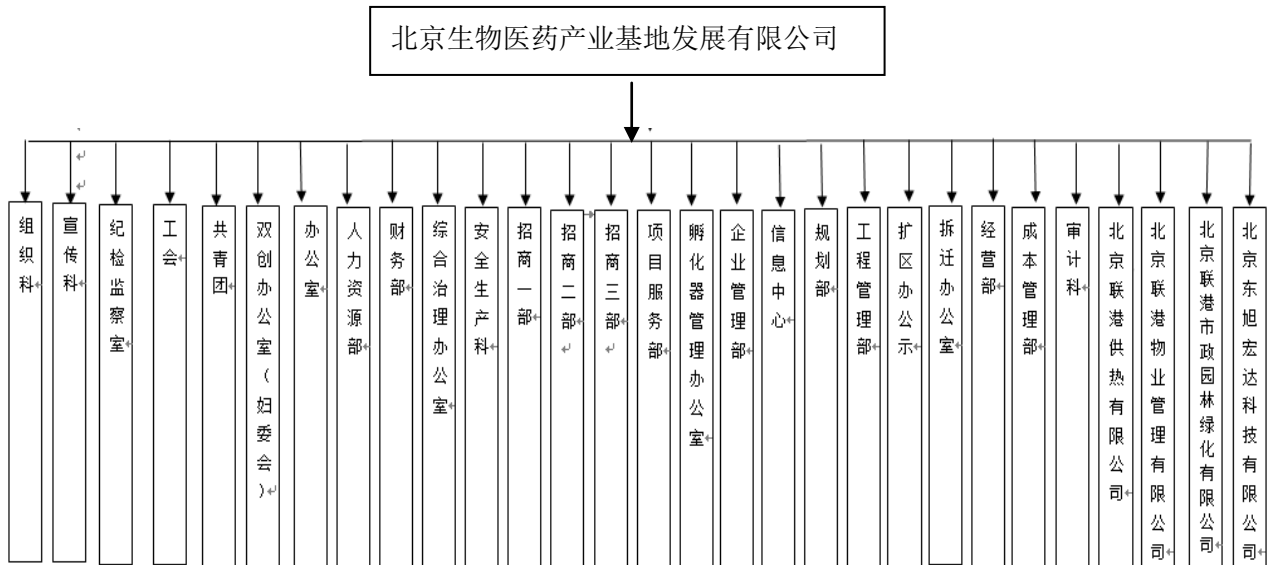 北京生物医药产业基地发展有限公司
组织科
宣传科
纪检监察室
工会
共青团
双创办公室(妇委会)
办公室
人力资源部
财务部
综合治理办公室
安全生产科
招商一部
招商二部
招商三部
项目服务部
孵化器管理办公室
企业管理部
信息中心
规划部
工程管理部
扩区办公示
拆迁办公室
经营部
成本管理部
审计科
北京联港供热有限公司
北京联港物业管理有限公司
北京联港市政园林绿化有限公司
北京东旭宏达科技有限公司